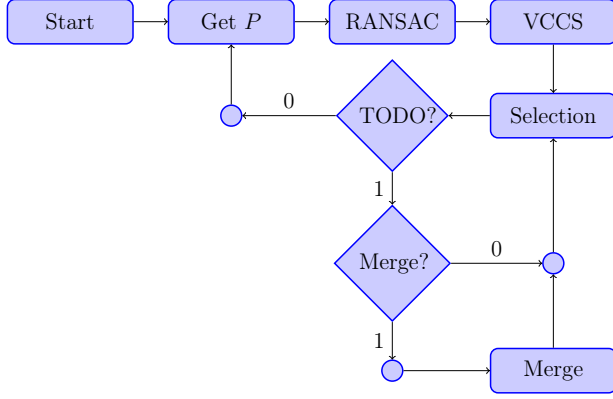 Start
Get P
RANSAC
VCCS
0
TODO?
Selection
1
Merge?
0
1
Merge